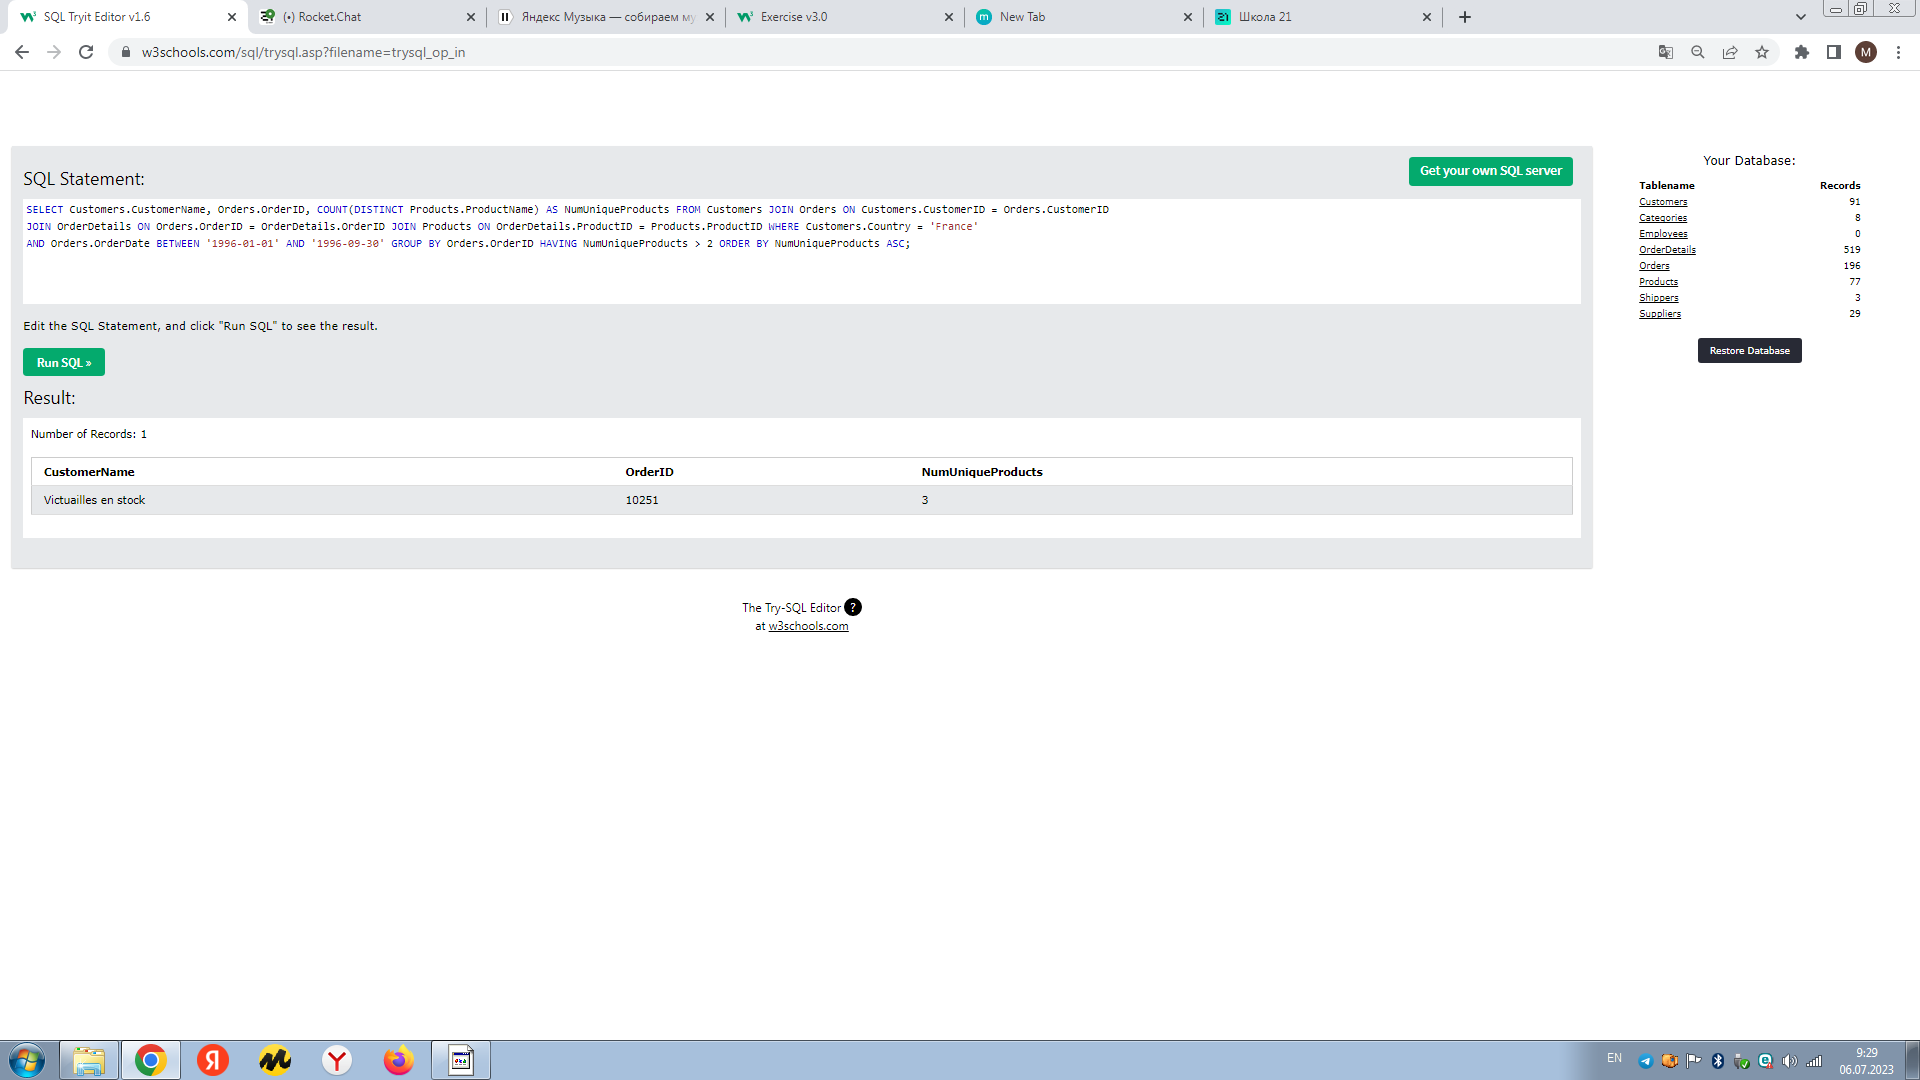 SQL Tryit Editor v1.6
(•) Rocket.Chat
Яндекс Музыка — собираем му
Exercise v3.0
New Tab
Школа 21
w3schools.com/sql/trysql.asp?filename=trysql_op_in
M
SQL Statement:
Get your own SQL server
SELECT Customers.CustomerName, Orders.OrderID, COUNT(DISTINCT Products.ProductName) AS NumUniqueProducts FROM Customers JOIN Orders ON Customers.CustomerID = Orders.CustomerID
JOIN OrderDetails ON Orders.OrderID = OrderDetails.OrderID JOIN Products ON OrderDetails.ProductID = Products.ProductID WHERE Customers.Country = 'France'
AND Orders.OrderDate BETWEEN '1996-01-01' AND '1996-09-30' GROUP BY Orders.OrderID HAVING NumUniqueProducts > 2 ORDER BY NumUniqueProducts ASC;
Edit the SQL Statement, and click "Run SQL" to see the result.
Run SQL »
Result:
Number of Records: 1
CustomerName OrderID NumUniqueProducts
Victuailles en stock 10251 3
The Try-SQL Editor ?
at w3schools.com
Your Database:
Tablename Records
Customers 91
Categories 8
Employees 0
OrderDetails 519
Orders 196
Products 77
Shippers 3
Suppliers 29
Restore Database
EN
9:29
06.07.2023